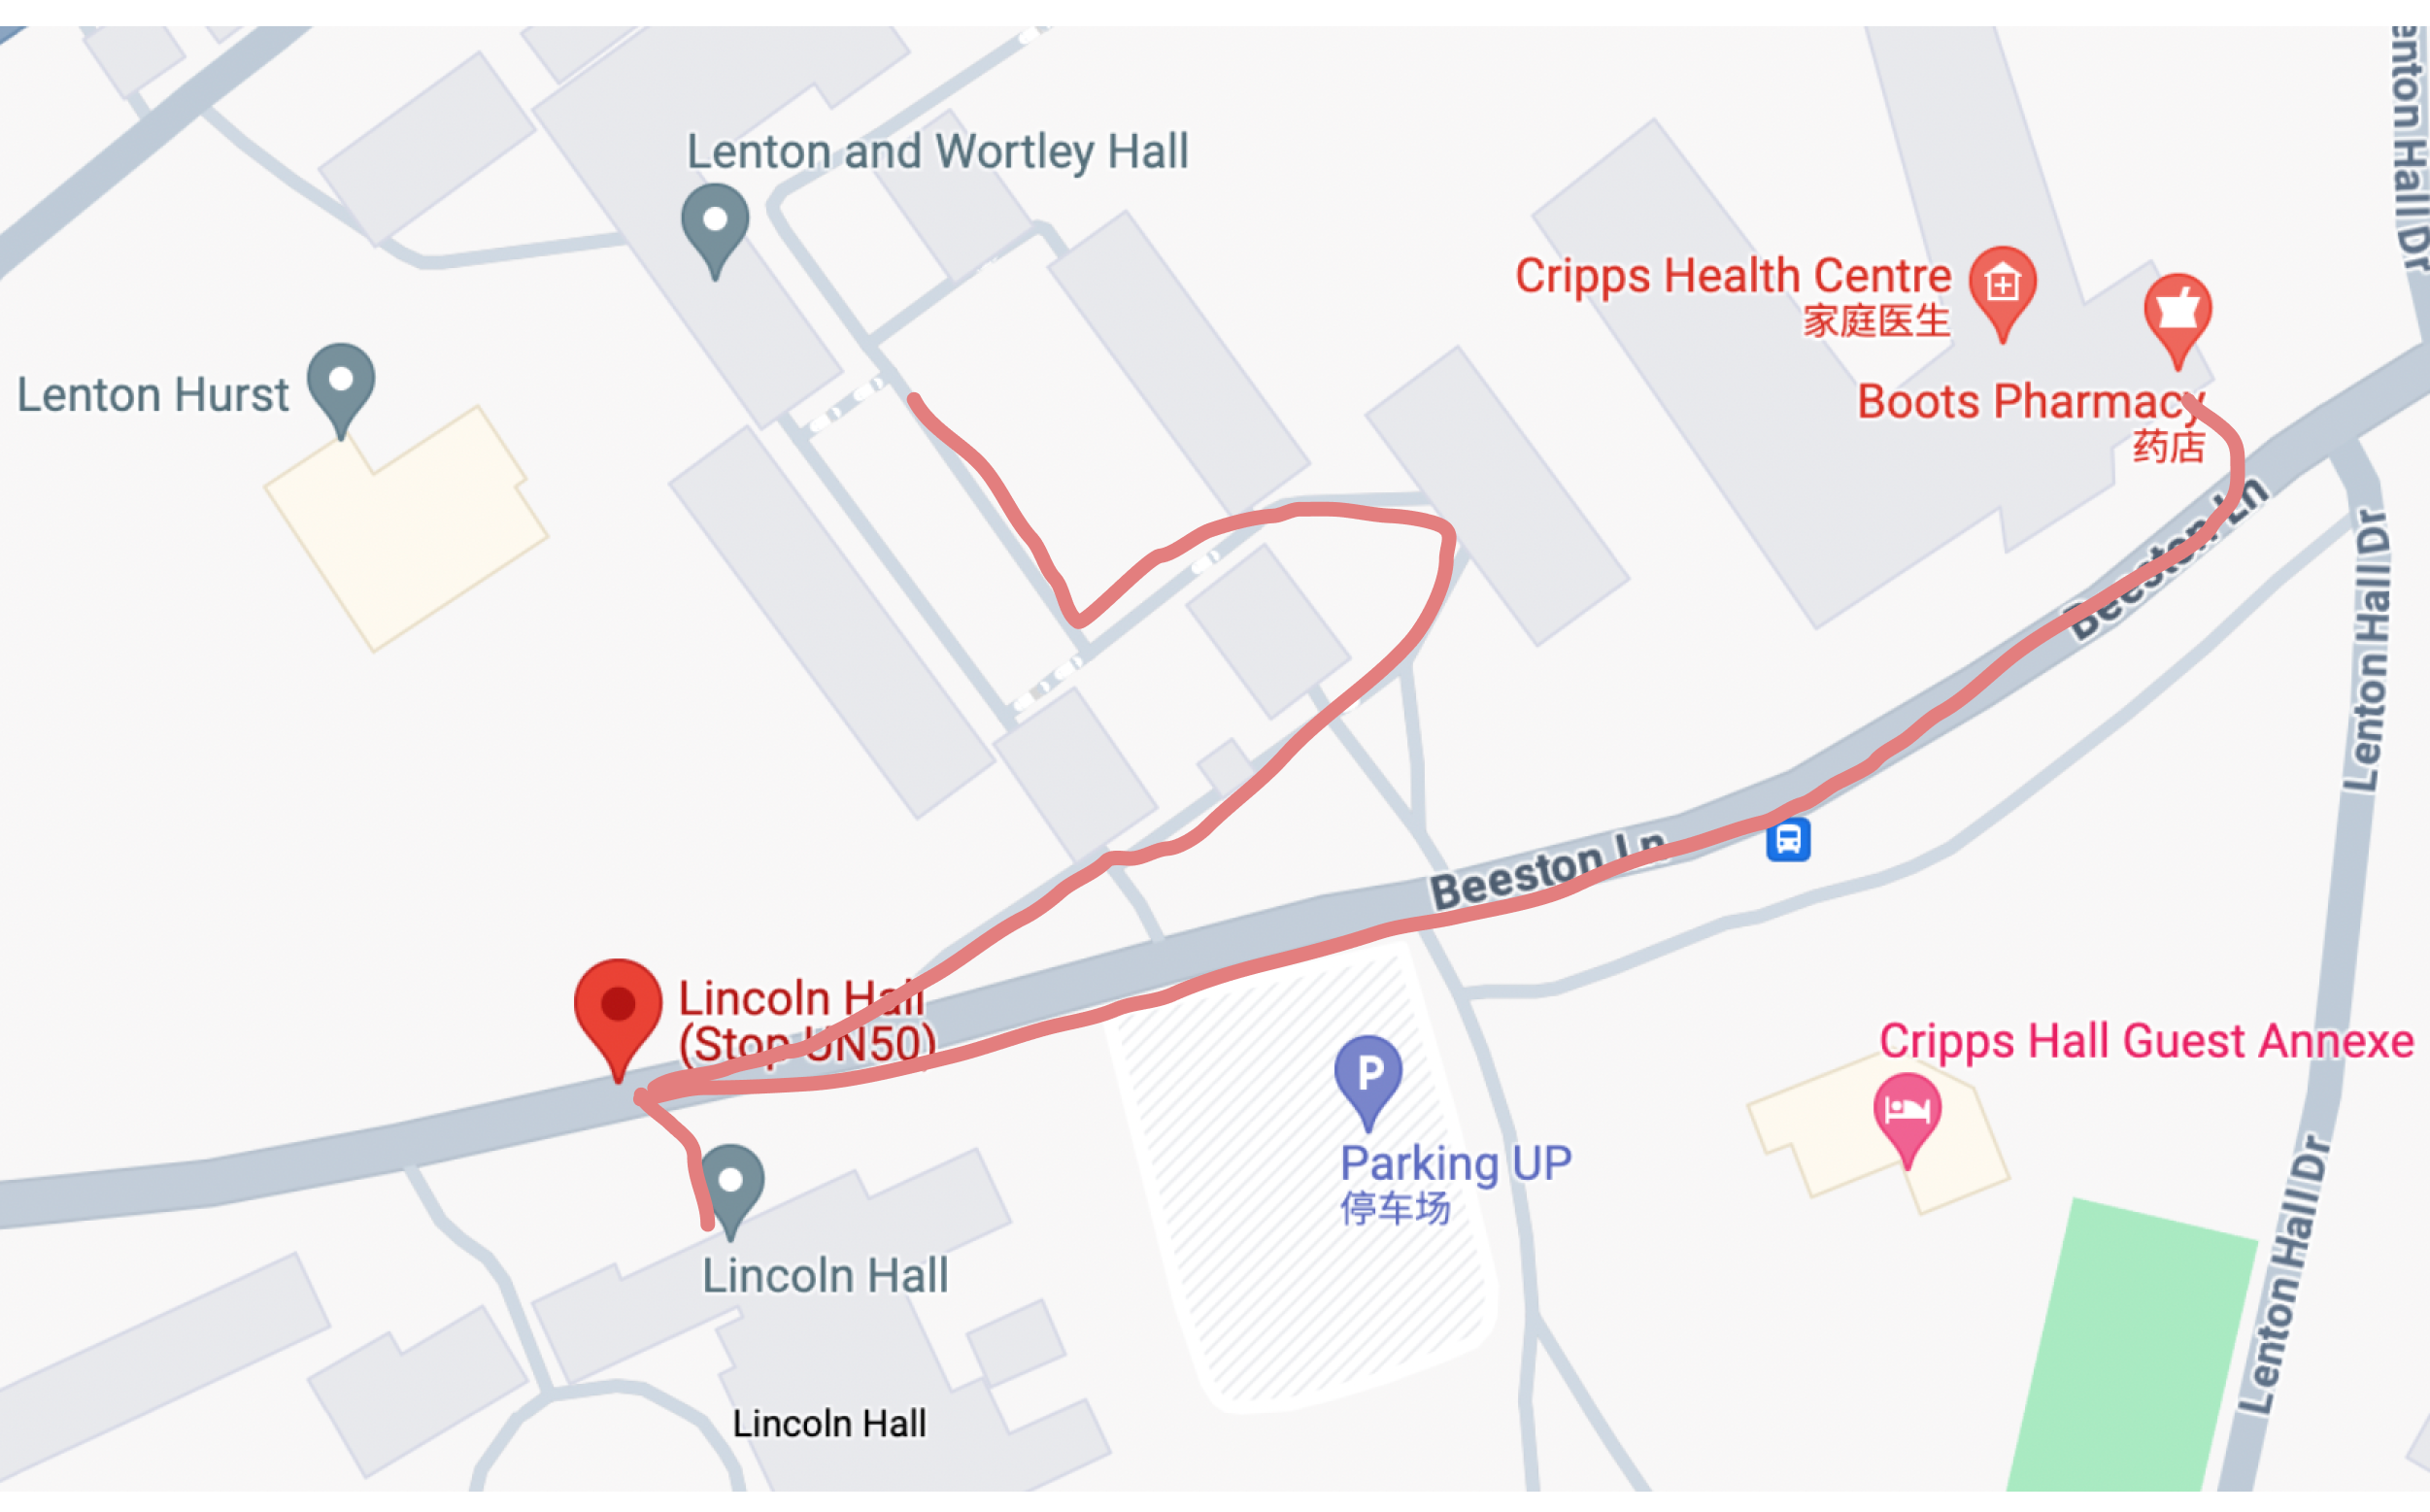 enton Hall Dr
Lenton and Wortley Hall
Cripps Health Centre
家庭医生
Lenton Hurst
Boots Pharmacy
药店
Beeston Ln
Lenton Hall Dr
Beeston Ln
Lincoln Hall
(Stop UN50)
Cripps Hall Guest Annexe
P
Parking UP
停车场
Lenton Hall Dr
Lincoln Hall
Lincoln Hall